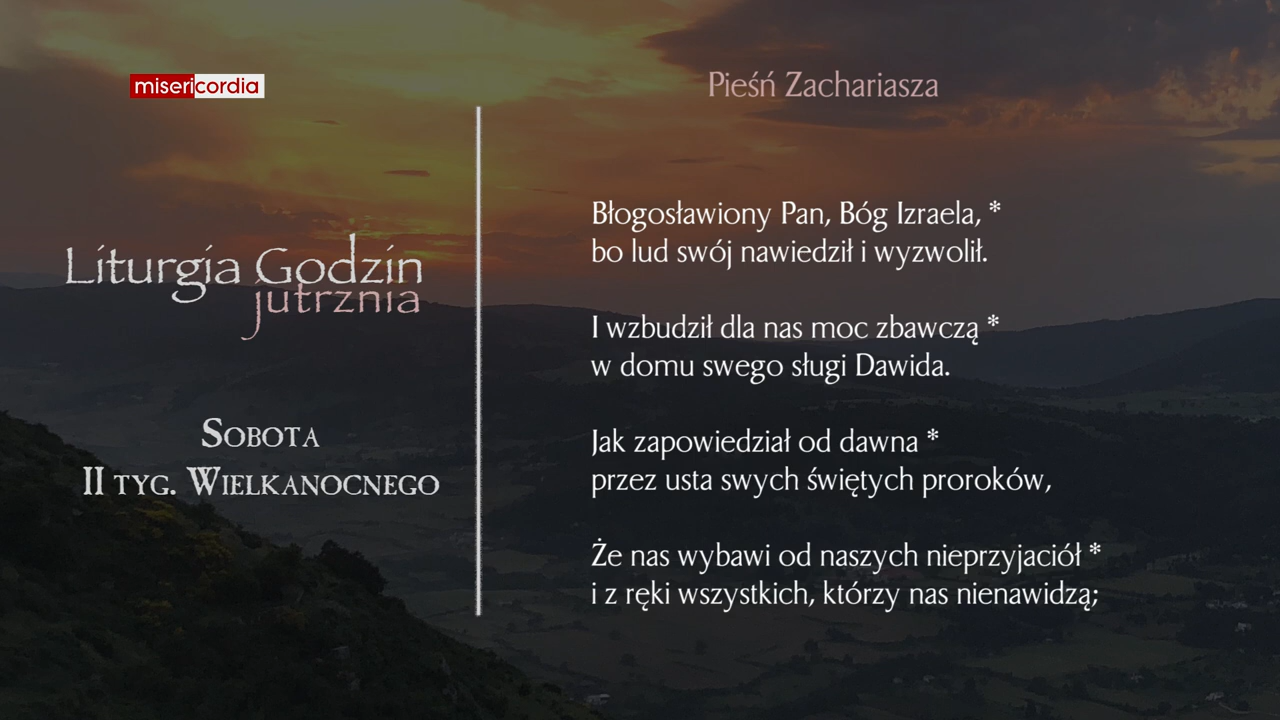 misericordia
Liturgia Godzin
jutrznia
Sobota
II tyg. Wielkanocnego
Pieśń Zachariasza
Błogosławiony Pan, Bóg Izraela, *
bo lud swój nawiedził i wyzwolił.
I wzbudził dla nas moc zbawczą *
w domu swego sługi Dawida.
Jak zapowiedział od dawna *
przez usta swych świętych proroków,
Że nas wybawi od naszych nieprzyjaciół *
i z ręki wszystkich, którzy nas nienawidzą;